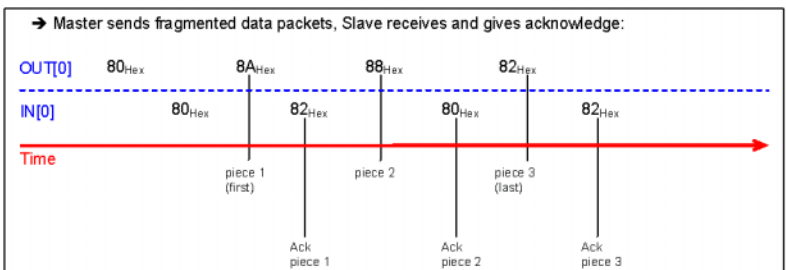 ➔ Master sends fragmented data packets, Slave receives and gives acknowledge:
OUT[0] 80Hex 8AHex 88Hex 82Hex
IN[0] 80Hex 82Hex 80Hex 82Hex
Time
piece 1 piece 2 piece 3
(first) (last)
Ack Ack Ack
piece 1 piece 2 piece 3